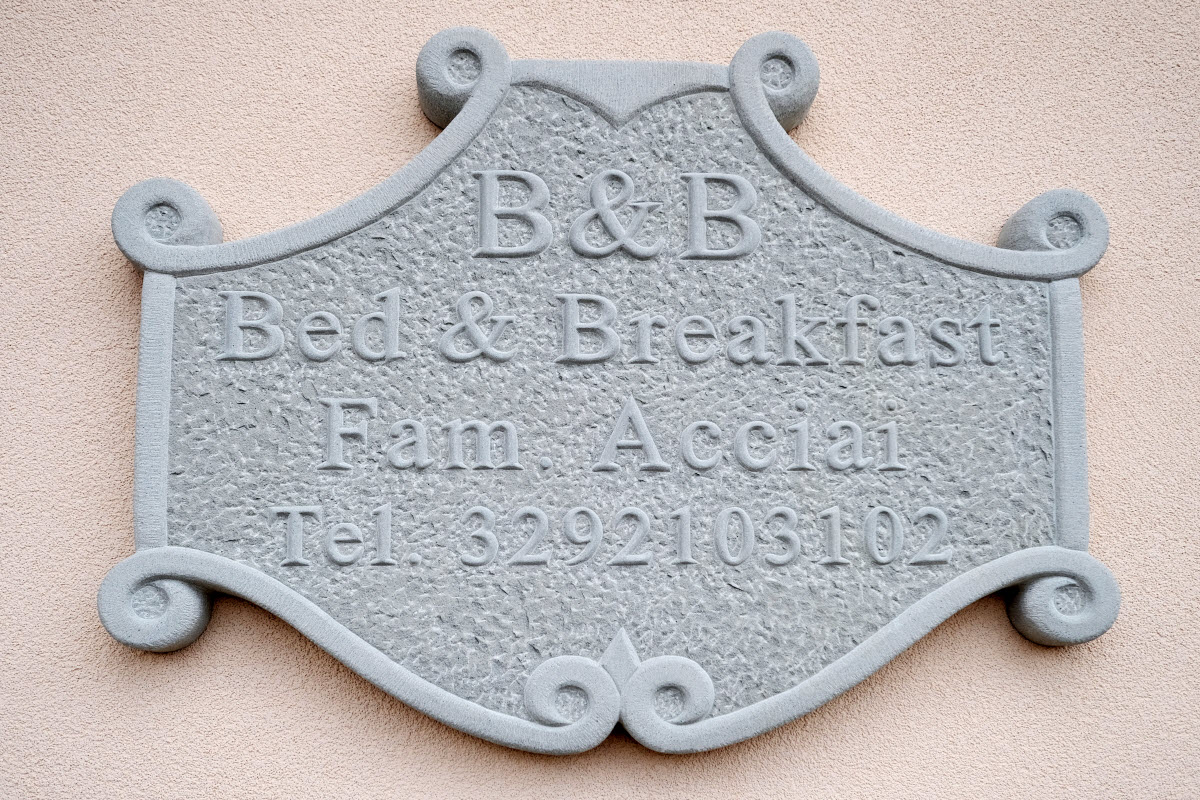 B&B
Bed & Breakfast
Fam. Acciai
Tel. 3292103102